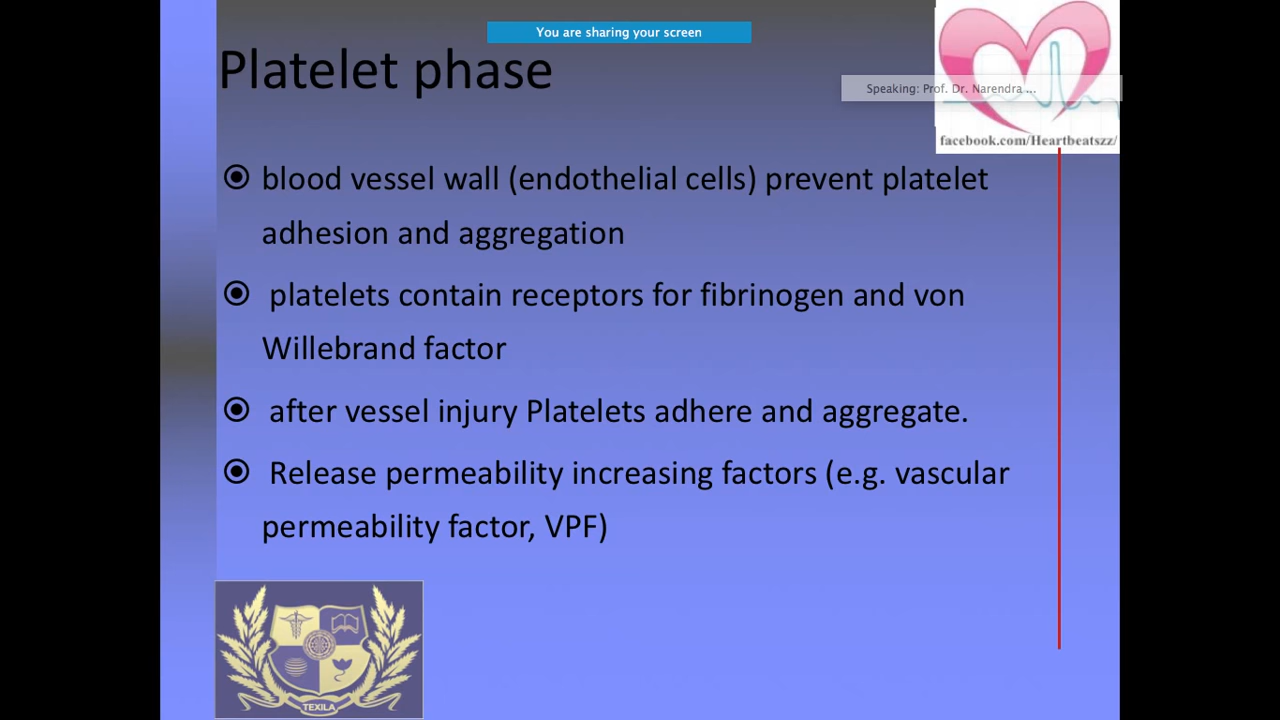 You are sharing your screen
Platelet phase
Speaking: Prof. Dr. Narendra ...
facebook.com/Heartbeatszz/
blood vessel wall (endothelial cells) prevent platelet
adhesion and aggregation
platelets contain receptors for fibrinogen and von
Willebrand factor
after vessel injury Platelets adhere and aggregate.
Release permeability increasing factors (e.g. vascular
permeability factor, VPF)
TEXILA